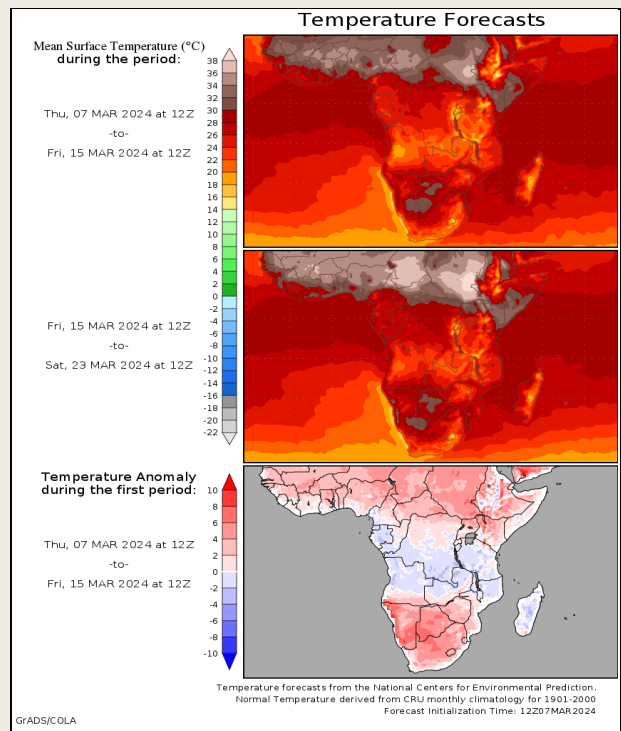 Temperature Forecasts
Mean Surface Temperature (°C)
during the period:
Thu, 07 MAR 2024 at 12Z
-to-
Fri, 15 MAR 2024 at 12Z
38
36
34
32
30
28
26
24
22
20
18
16
14
12
10
8
6
4
2
0
-2
-4
-6
-8
-10
-12
-14
-16
-18
-20
-22
Fri, 15 MAR 2024 at 12Z
-to-
Sat, 23 MAR 2024 at 12Z
Temperature Anomaly
during the first period:
Thu, 07 MAR 2024 at 12Z
-to-
Fri, 15 MAR 2024 at 12Z
10
8
6
4
2
0
-2
-4
-6
-8
-10
Temperature forecasts from the National Centers for Environmental Prediction.
Normal Temperature derived from CRU monthly climatology for 1901-2000
Forecast Initialization Time: 12Z07MAR2024
GrADS/COLA